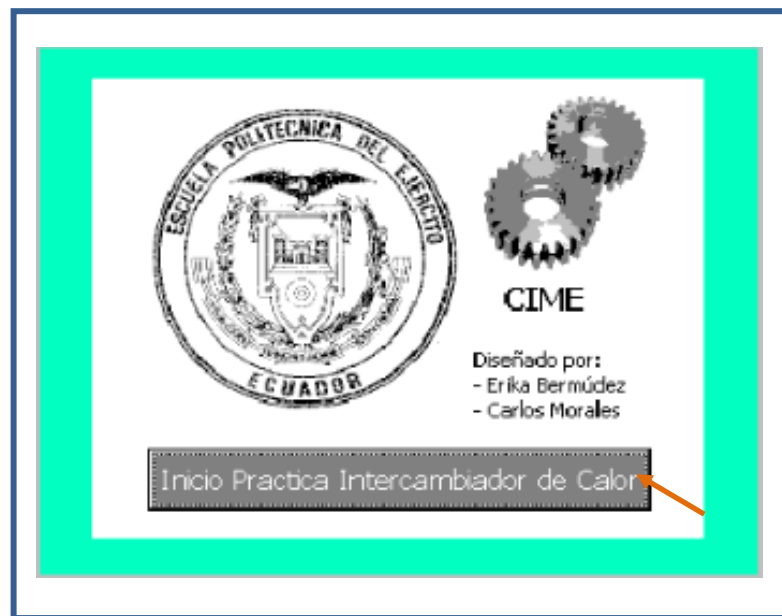 ESCUELA POLITECNICA DEL EJERCITO
ECUADOR
CIME
Diseñado por:
- Erika Bermúdez
- Carlos Morales
Inicio Practica Intercambiador de Calor